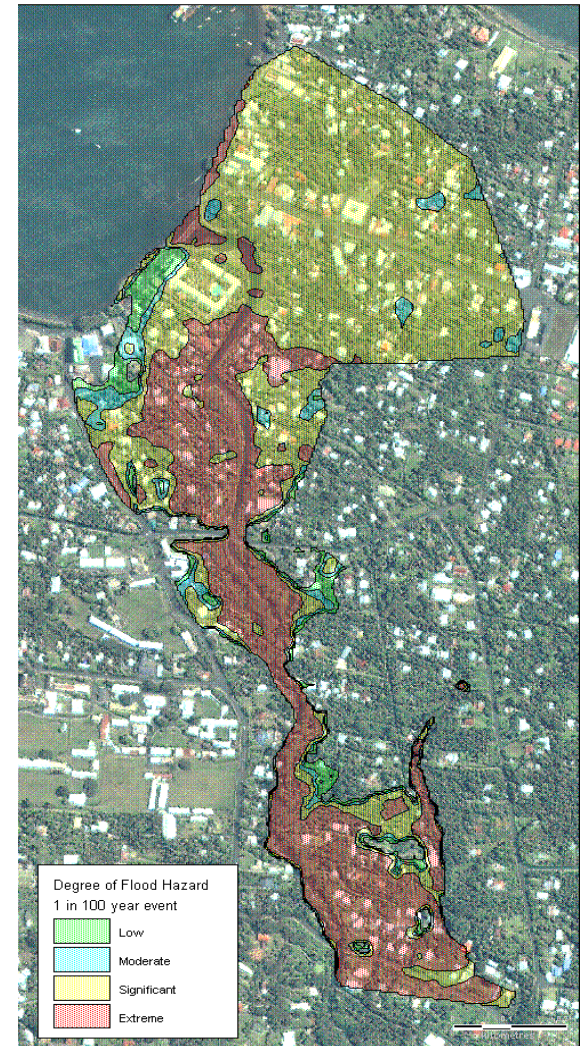 Degree of Flood Hazard
1 in 100 year event
Low
Moderate
Significant
Extreme